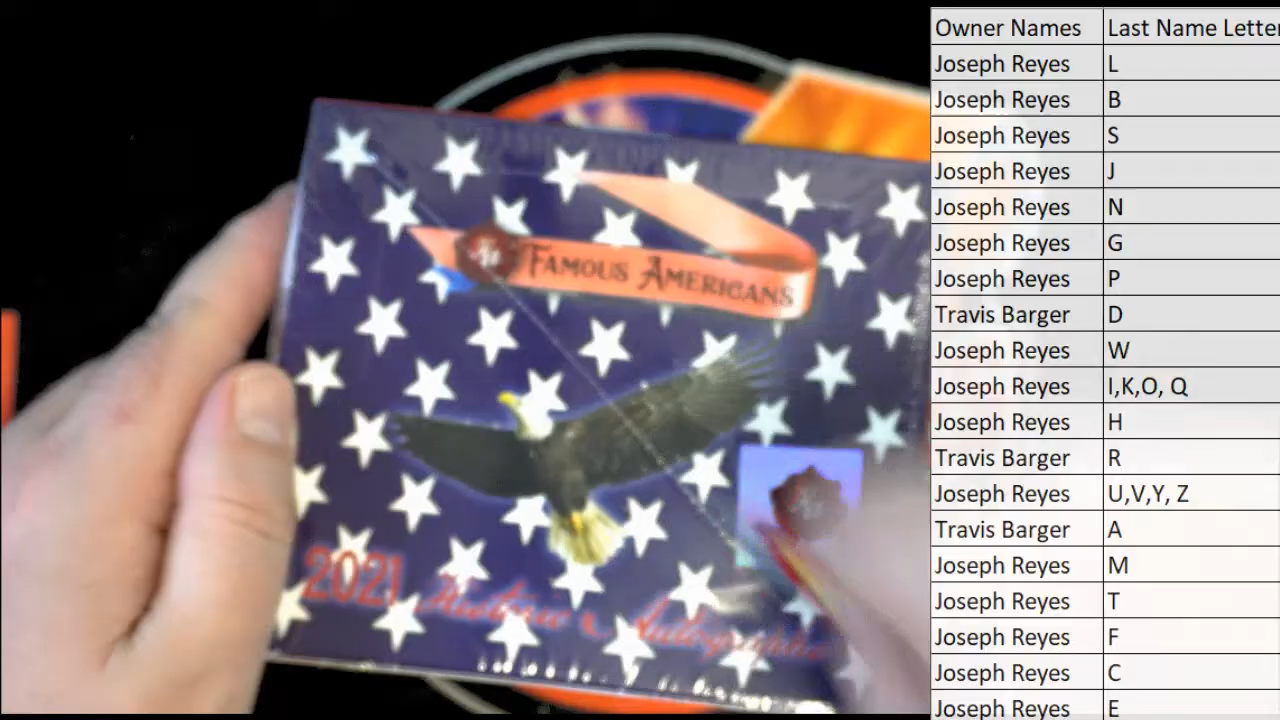 FAMOUS AMERICANS
2021 Historic Autographs
Owner Names Last Name Letter
Joseph Reyes L
Joseph Reyes B
Joseph Reyes S
Joseph Reyes J
Joseph Reyes N
Joseph Reyes G
Joseph Reyes P
Travis Barger D
Joseph Reyes W
Joseph Reyes I,K,O, Q
Joseph Reyes H
Travis Barger R
Joseph Reyes U,V,Y, Z
Travis Barger A
Joseph Reyes M
Joseph Reyes T
Joseph Reyes F
Joseph Reyes C
Joseph Reyes E